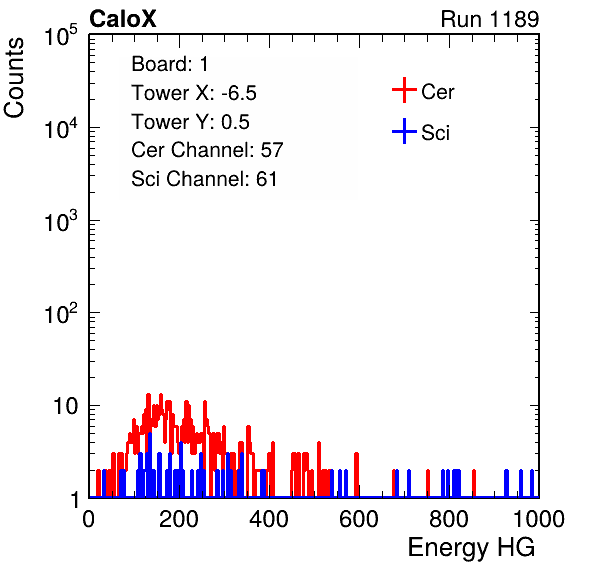 CaloX Run 1189
Counts
10^5
10^4
10^3
10^2
10
1
Board: 1
Tower X: -6.5
Tower Y: 0.5
Cer Channel: 57
Sci Channel: 61
Cer
Sci
0 200 400 600 800 1000
Energy HG